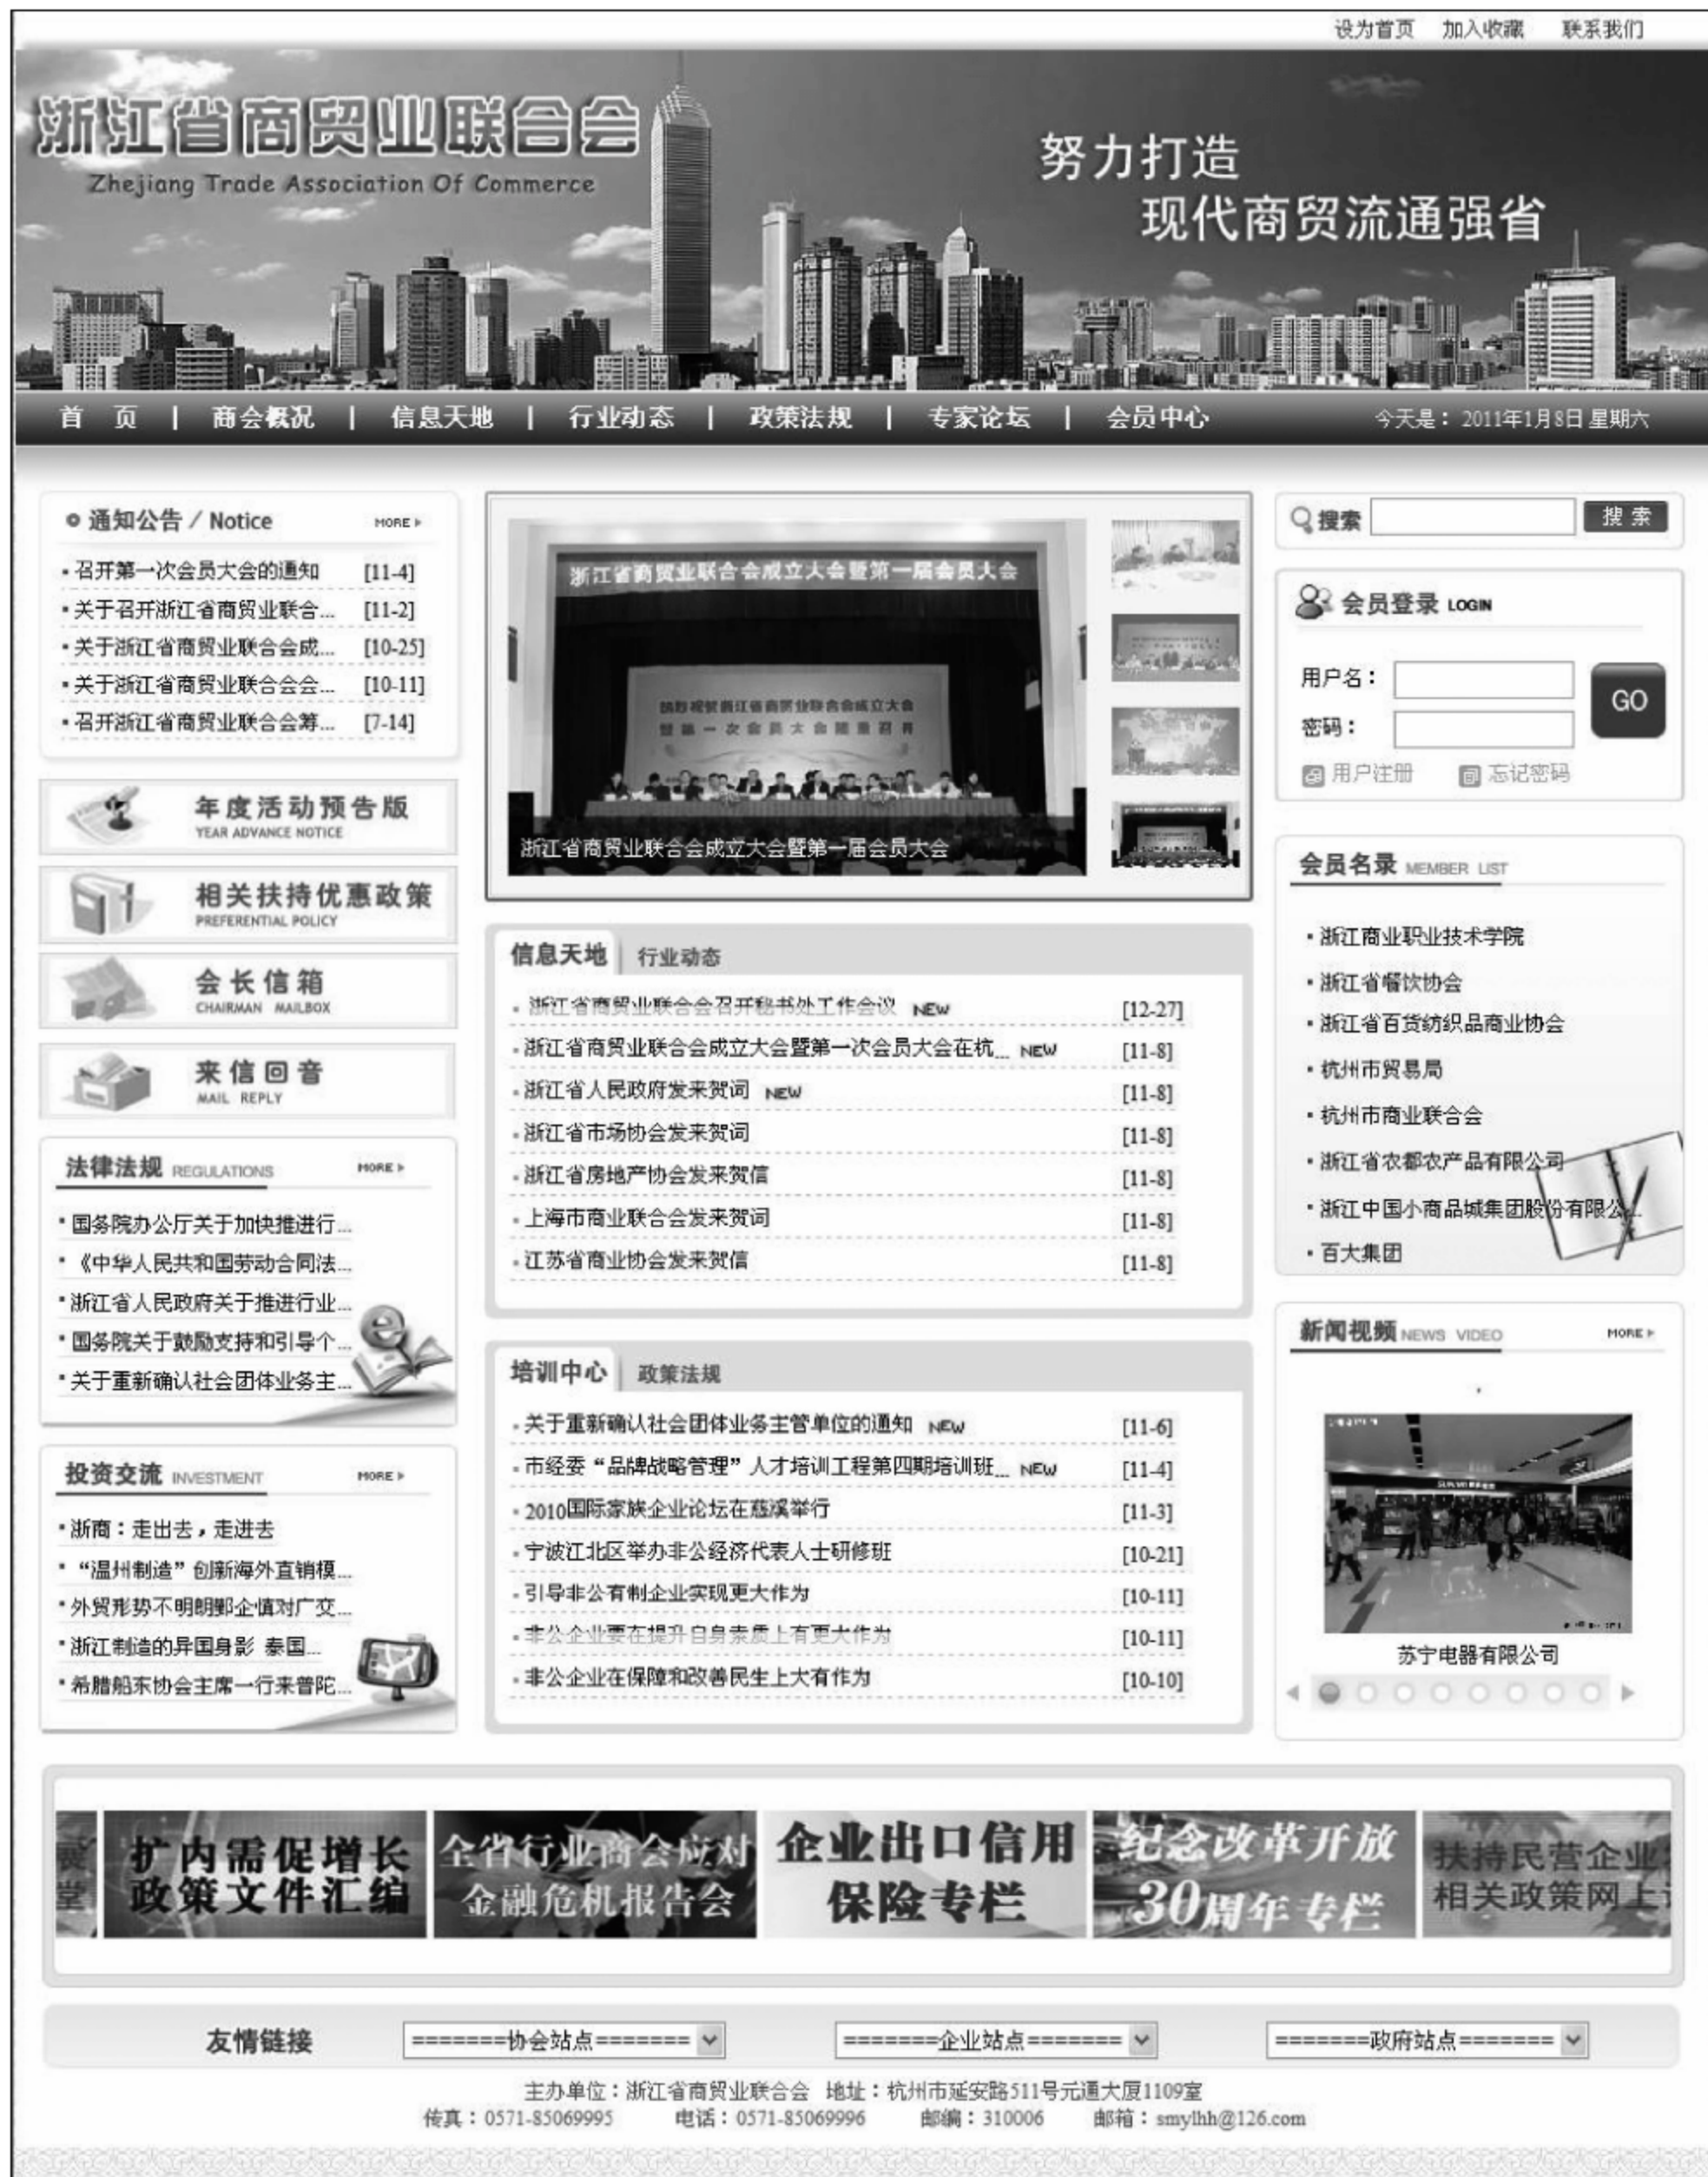 设为首页 加入收藏 联系我们
浙江省商贸业联合会
Zhejiang Trade Association Of Commerce
努力打造
现代商贸流通强省
首 页 | 商会概况 | 信息天地 | 行业动态 | 政策法规 | 专家论坛 | 会员中心
今天是： 2011年1月8日 星期六
通知公告 / Notice MORE
召开第一次会员大会的通知 [11-4]
关于召开浙江省商贸业联合... [11-2]
关于浙江省商贸业联合会成... [10-25]
关于浙江省商贸业联合会会... [10-11]
召开浙江省商贸业联合会筹... [7-14]
年度活动预告版
YEAR ADVANCE NOTICE
相关扶持优惠政策
PREFERENTIAL POLICY
会长信箱
CHAIRMAN MAILBOX
来信回音
MAIL REPLY
法律法规 REGULATIONS MORE
国务院办公厅关于加快推进行...
《中华人民共和国劳动合同法...
浙江省人民政府关于推进行业...
国务院关于鼓励支持和引导个...
关于重新确认社会团体业务主...
投资交流 INVESTMENT MORE
浙商：走出去，走进去
“温州制造”创新海外直销模...
外贸形势不明朗鄞企慎对广交...
浙江制造的异国身影 泰国...
希腊船东协会主席一行来普陀...
浙江省商贸业联合会成立大会暨第一届会员大会
热烈祝贺浙江省商贸业联合会成立大会
暨第一次会员大会隆重召开
浙江省商贸业联合会成立大会暨第一届会员大会
信息天地 行业动态
浙江省商贸业联合会召开秘书处工作会议 NEW [12-27]
浙江省商贸业联合会成立大会暨第一次会员大会在杭... NEW [11-8]
浙江省人民政府发来贺词 NEW [11-8]
浙江省市场协会发来贺词 [11-8]
浙江省房地产协会发来贺信 [11-8]
上海市商业联合会发来贺词 [11-8]
江苏省商业协会发来贺信 [11-8]
培训中心 政策法规
关于重新确认社会团体业务主管单位的通知 NEW [11-6]
市经委“品牌战略管理”人才培训工程第四期培训班... NEW [11-4]
2010国际家族企业论坛在慈溪举行 [11-3]
宁波江北区举办非公经济代表人士研修班 [10-21]
引导非公有制企业实现更大作为 [10-11]
非公企业要在提升自身素质上有更大作为 [10-11]
非公企业在保障和改善民生上大有作为 [10-10]
搜索 搜 索
会员登录 LOGIN
用户名：
密码：
GO
用户注册 忘记密码
会员名录 MEMBER LIST
浙江商业职业技术学院
浙江省餐饮协会
浙江省百货纺织品商业协会
杭州市贸易局
杭州市商业联合会
浙江省农都农产品有限公司
浙江中国小商品城集团股份有限公...
百大集团
新闻视频 NEWS VIDEO MORE
苏宁电器有限公司
扩内需促增长
政策文件汇编
全省行业商会应对
金融危机报告会
企业出口信用
保险专栏
纪念改革开放
30周年专栏
扶持民营企业
相关政策网上
友情链接 =======协会站点======= =======企业站点======= =======政府站点=======
主办单位：浙江省商贸业联合会 地址：杭州市延安路511号元通大厦1109室
传真：0571-85069995 电话：0571-85069996 邮编：310006 邮箱：smylhh@126.com